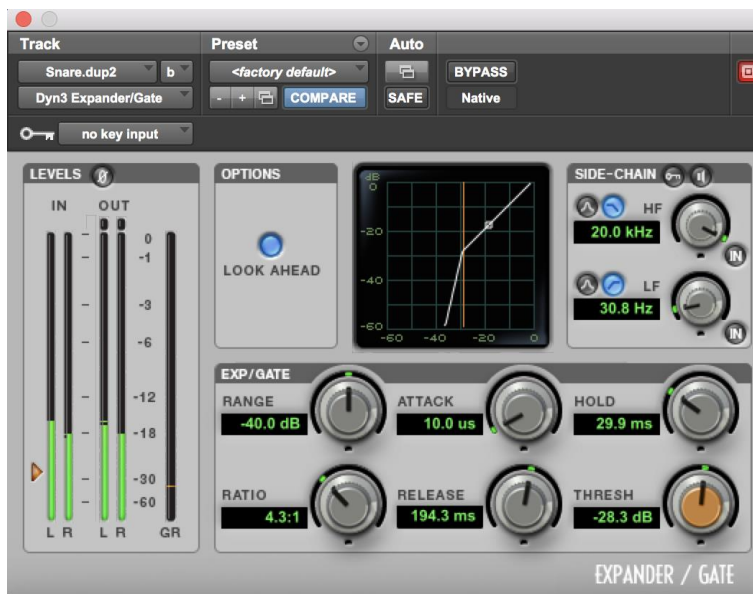 Track Preset Auto
Snare.dup2 b <factory default> BYPASS
Dyn3 Expander/Gate - + COMPARE SAFE Native
no key input
LEVELS Ø OPTIONS SIDE-CHAIN
IN OUT
LOOK AHEAD
dB
0
-20
-40
-60
-60 -40 -20 0
HF
20.0 kHz
IN
LF
30.8 Hz
IN
0
-1
-3
-6
-12
-18
-30
-60
L R L R GR
EXP/GATE
RANGE ATTACK HOLD
-40.0 dB 10.0 us 29.9 ms
RATIO RELEASE THRESH
4.3:1 194.3 ms -28.3 dB
EXPANDER / GATE